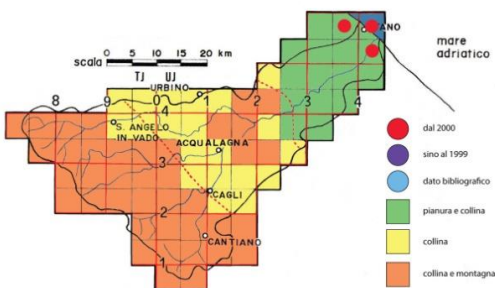 ANO
mare
adriatico
scala 0 5 10 15 20 km
TJ UJ
URBINO
8 9 0 1 2 3 4
4
S. ANGELO
IN VADO
ACQUALAGNA
3
CAGLI
2
CANTIANO
1
dal 2000
sino al 1999
dato bibliografico
pianura e collina
collina
collina e montagna